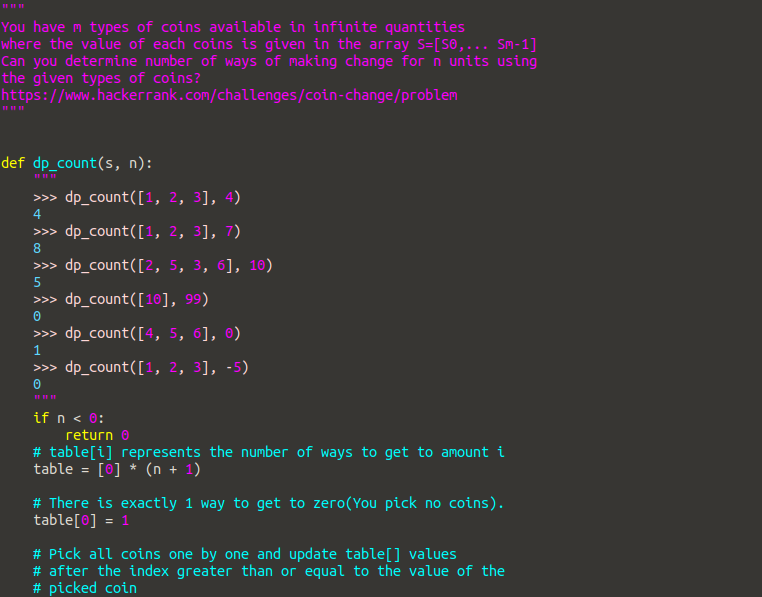 """
You have m types of coins available in infinite quantities
where the value of each coins is given in the array S=[S0,... Sm-1]
Can you determine number of ways of making change for n units using
the given types of coins?
https://www.hackerrank.com/challenges/coin-change/problem
"""
def dp_count(s, n):
    """
    >>> dp_count([1, 2, 3], 4)
    4
    >>> dp_count([1, 2, 3], 7)
    8
    >>> dp_count([2, 5, 3, 6], 10)
    5
    >>> dp_count([10], 99)
    0
    >>> dp_count([4, 5, 6], 0)
    1
    >>> dp_count([1, 2, 3], -5)
    0
    """
    if n < 0:
        return 0
    # table[i] represents the number of ways to get to amount i
    table = [0] * (n + 1)
    # There is exactly 1 way to get to zero(You pick no coins).
    table[0] = 1
    # Pick all coins one by one and update table[] values
    # after the index greater than or equal to the value of the
    # picked coin